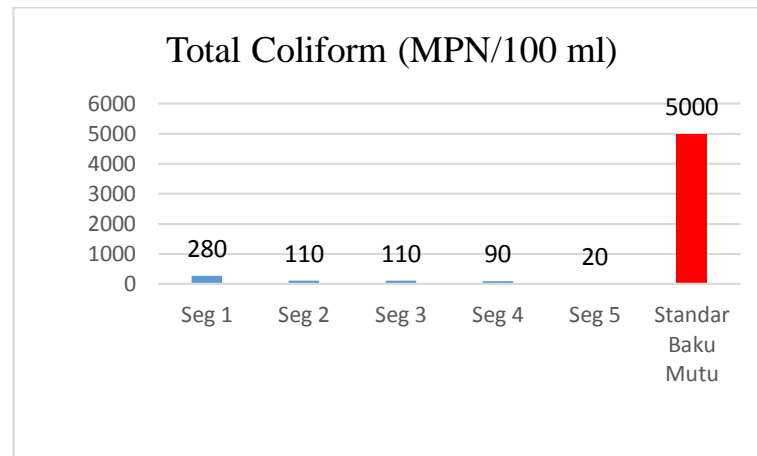 Total Coliform (MPN/100 ml)
6000
5000
4000
3000
2000
1000
0
280
110
110
90
20
5000
Seg 1
Seg 2
Seg 3
Seg 4
Seg 5
Standar
Baku
Mutu